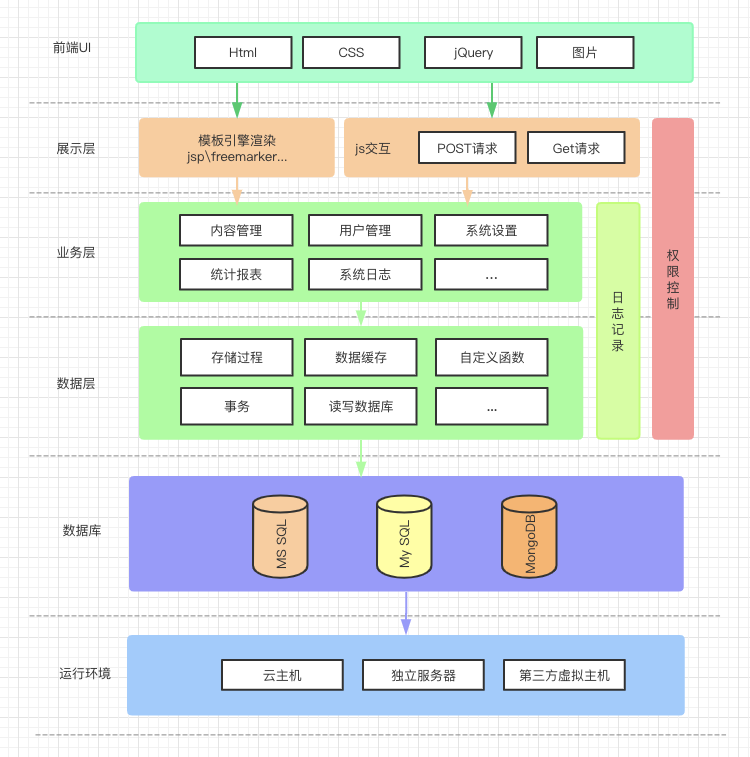 前端UI
Html
CSS
jQuery
图片
展示层
模板引擎渲染
jsp\freemarker...
js交互
POST请求
Get请求
权限控制
业务层
内容管理
用户管理
系统设置
统计报表
系统日志
...
日志记录
数据层
存储过程
数据缓存
自定义函数
事务
读写数据库
...
数据库
MS SQL
My SQL
MongoDB
运行环境
云主机
独立服务器
第三方虚拟主机